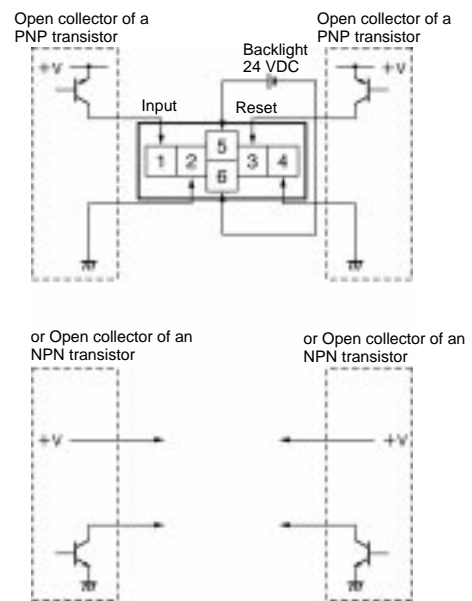 Open collector of a
PNP transistor
Open collector of a
PNP transistor
Backlight
24 VDC
+V
+V
Input
Reset
1 2 5 3 4
6
or Open collector of an
NPN transistor
or Open collector of an
NPN transistor
+V
+V